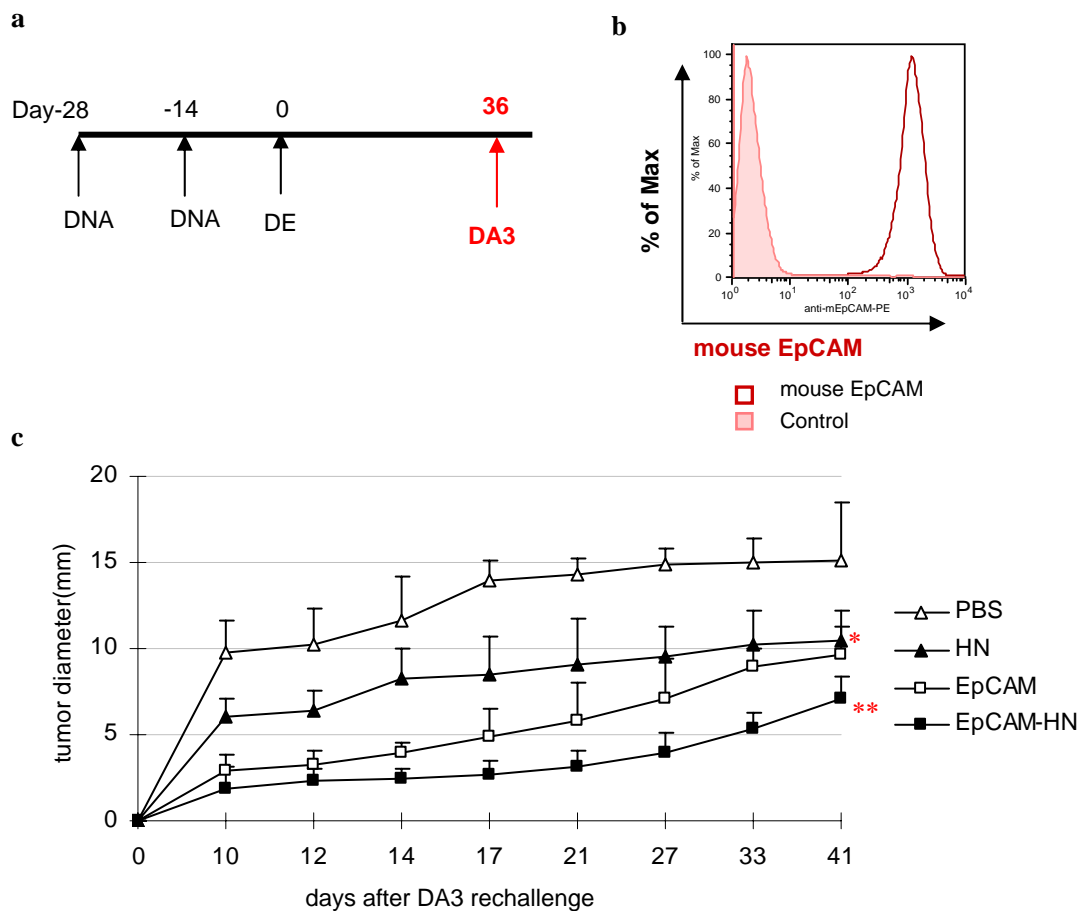 a
Day-28 -14 0 36
DNA DNA DE DA3
b
% of Max
% of Max
100
80
60
40
20
0
10^0 10^1 10^2 10^3 10^4
anti-mEpCAM-PE
mouse EpCAM
mouse EpCAM
Control
c
tumor diameter(mm)
20
15
10
5
0
0 10 12 14 17 21 27 33 41
days after DA3 rechallenge
*
**
PBS
HN
EpCAM
EpCAM-HN